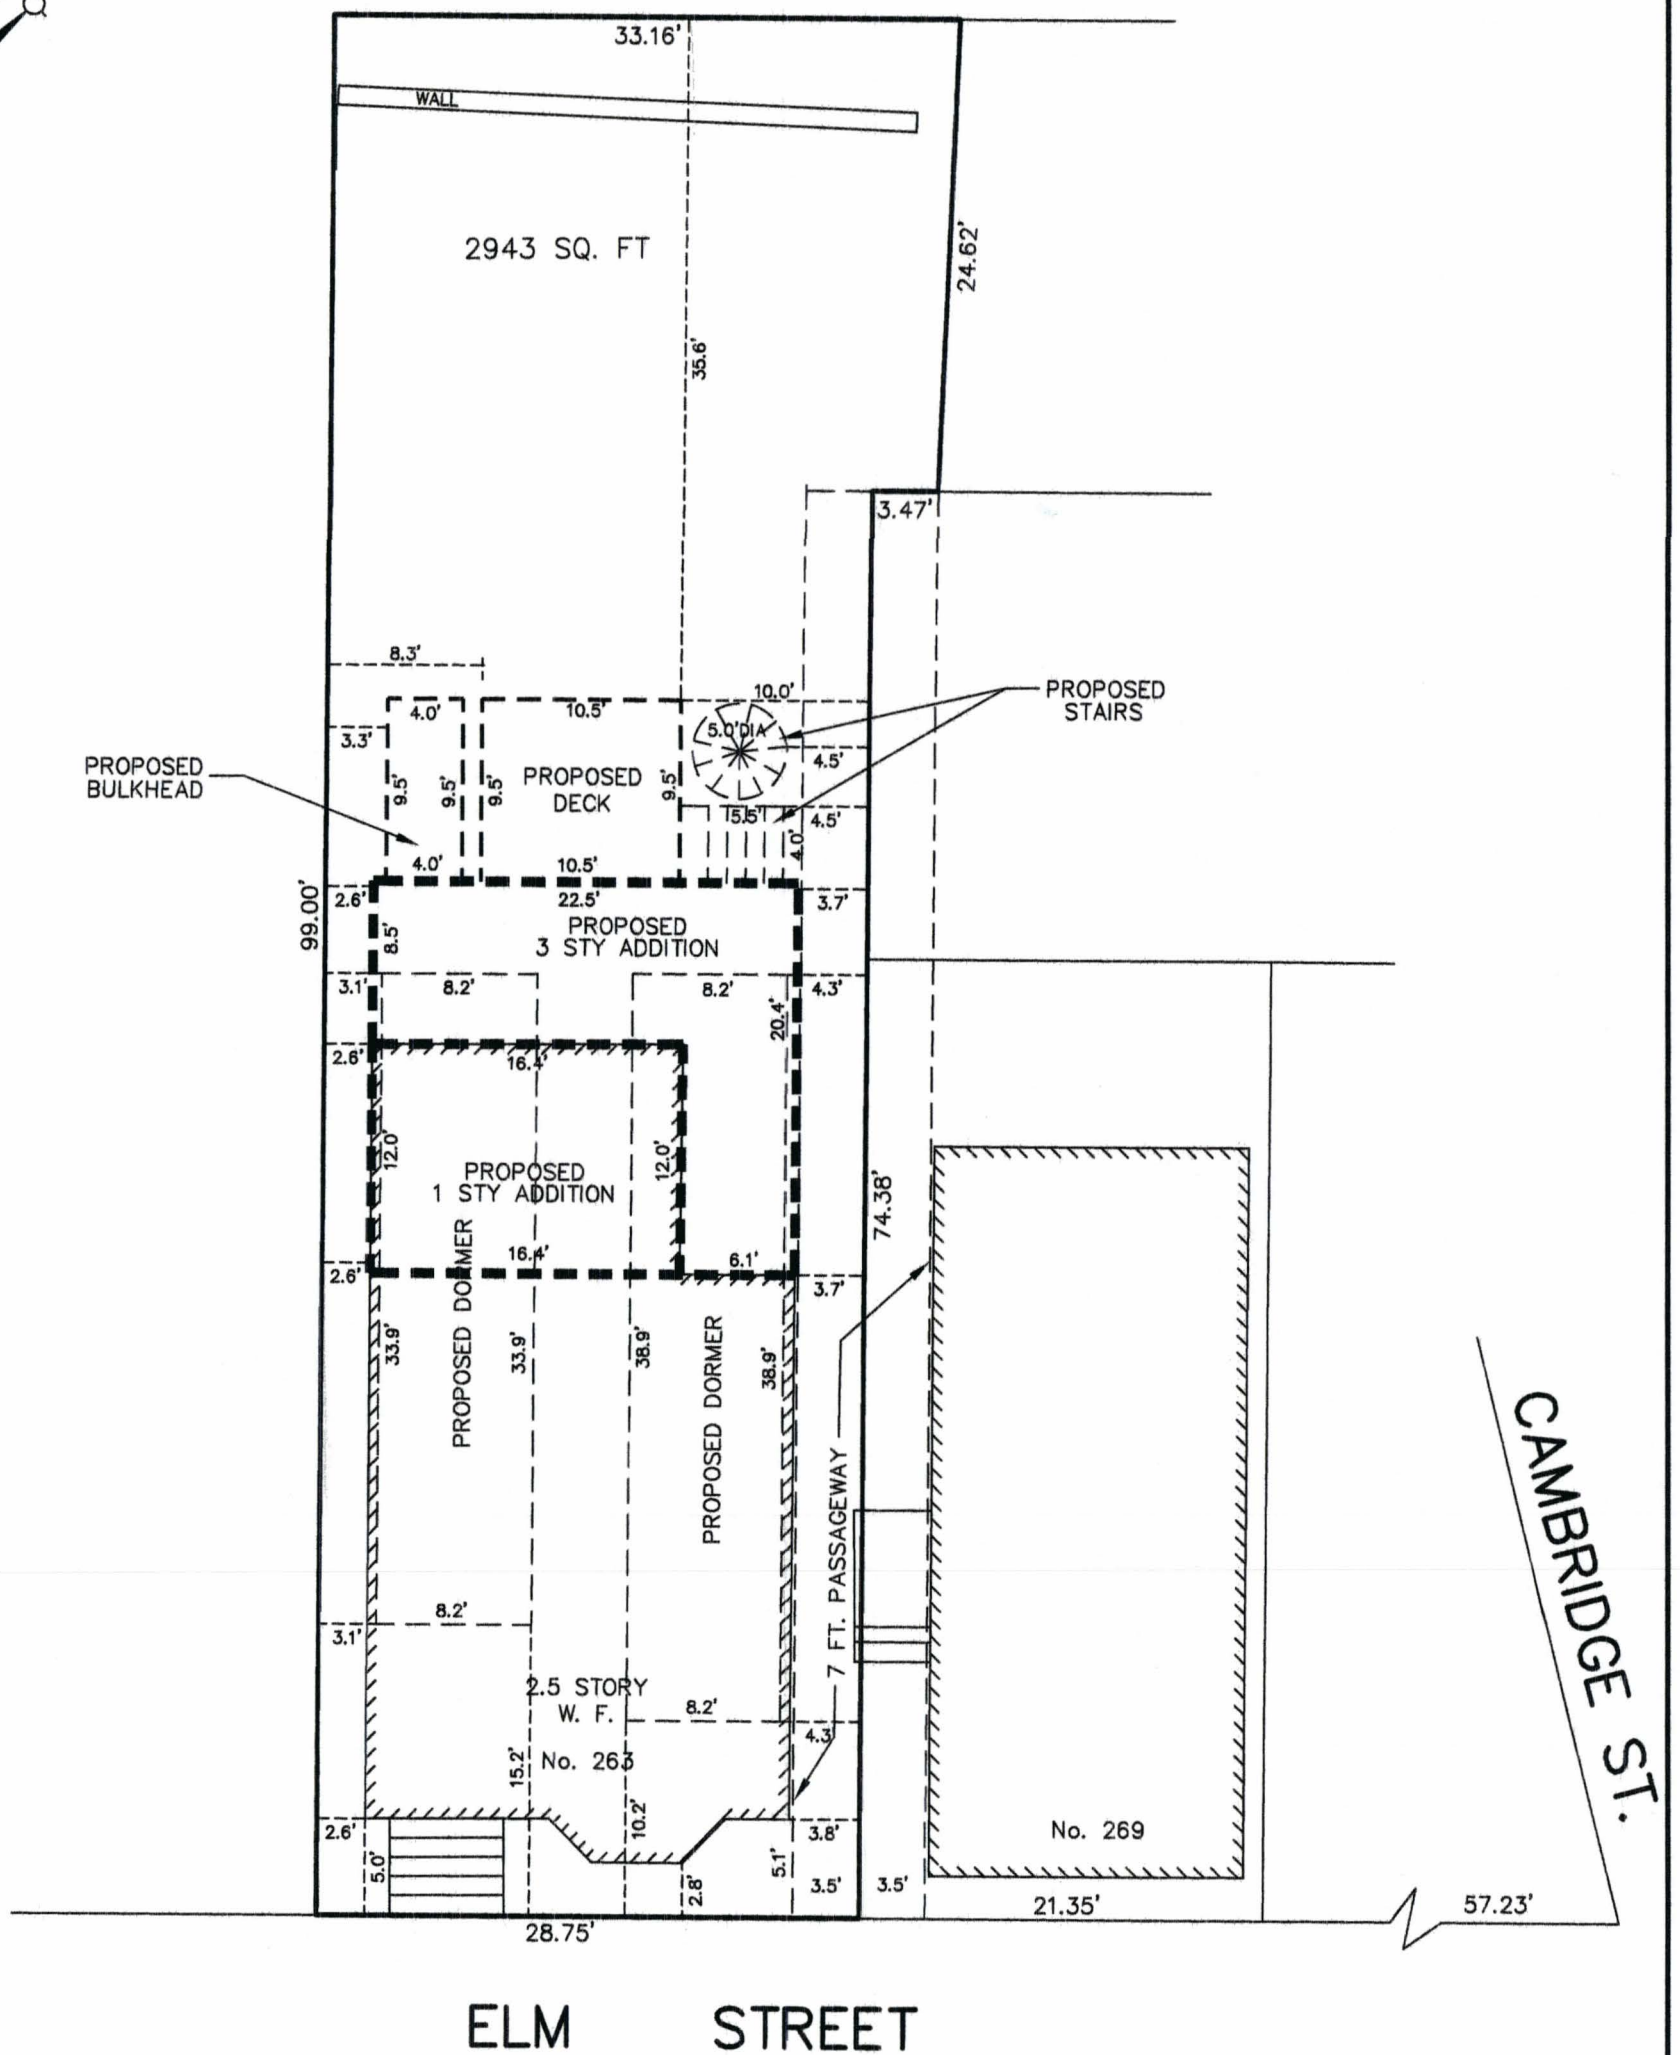 33.16'
WALL
2943 SQ. FT
24.62'
35.6'
3.47'
8.3'
4.0'
10.5'
10.0'
PROPOSED
STAIRS
3.3'
5.0'DIA
4.5'
PROPOSED
BULKHEAD
9.5'
9.5'
9.5'
PROPOSED
DECK
9.5'
5.5'
4.5'
4.0'
4.0'
10.5'
99.00'
2.6'
22.5'
3.7'
8.5'
PROPOSED
3 STY ADDITION
3.1'
8.2'
8.2'
4.3'
20.4'
2.6'
16.4'
12.0'
12.0'
PROPOSED
1 STY ADDITION
74.38'
16.4'
6.1'
2.6'
3.7'
PROPOSED DORMER
33.9'
33.9'
38.9'
38.9'
PROPOSED DORMER
7 FT. PASSAGEWAY
CAMBRIDGE ST.
8.2'
3.1'
2.5 STORY
W. F.
8.2'
4.3'
No. 263
15.2'
10.2'
2.6'
3.8'
No. 269
5.0'
2.8'
5.1'
3.5'
3.5'
21.35'
57.23'
28.75'
ELM STREET